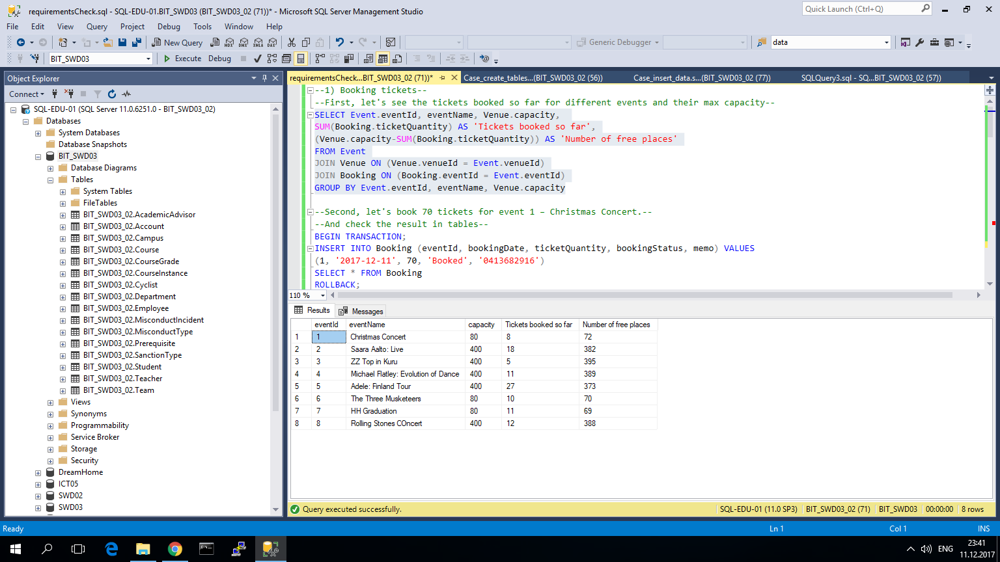 requirementsCheck.sql - SQL-EDU-01.BIT_SWD03 (BIT_SWD03_02 (71))* - Microsoft SQL Server Management Studio
Quick Launch (Ctrl+Q)
File Edit View Query Project Debug Tools Window Help
New Query MDX DMX XMLA DAX Generic Debugger data
BIT_SWD03 Execute Debug
Object Explorer
Connect
SQL-EDU-01 (SQL Server 11.0.6251.0 - BIT_SWD03_02)
Databases
System Databases
Database Snapshots
BIT_SWD03
Database Diagrams
Tables
System Tables
FileTables
BIT_SWD03_02.AcademicAdvisor
BIT_SWD03_02.Account
BIT_SWD03_02.Campus
BIT_SWD03_02.Course
BIT_SWD03_02.CourseGrade
BIT_SWD03_02.CourseInstance
BIT_SWD03_02.Cyclist
BIT_SWD03_02.Department
BIT_SWD03_02.Employee
BIT_SWD03_02.MisconductIncident
BIT_SWD03_02.MisconductType
BIT_SWD03_02.Prerequisite
BIT_SWD03_02.SanctionType
BIT_SWD03_02.Student
BIT_SWD03_02.Teacher
BIT_SWD03_02.Team
Views
Synonyms
Programmability
Service Broker
Storage
Security
DreamHome
ICT05
SWD02
SWD03
requirementsCheck...BIT_SWD03_02 (71))* Case_create_tables...(BIT_SWD03_02 (56)) Case_insert_data.s...(BIT_SWD03_02 (77)) SQLQuery3.sql - SQ...BIT_SWD03_02 (57))
--1) Booking tickets--
--First, let's see the tickets booked so far for different events and their max capacity--
SELECT Event.eventId, eventName, Venue.capacity,
SUM(Booking.ticketQuantity) AS 'Tickets booked so far',
(Venue.capacity-SUM(Booking.ticketQuantity)) AS 'Number of free places'
FROM Event
JOIN Venue ON (Venue.venueId = Event.venueId)
JOIN Booking ON (Booking.eventId = Event.eventId)
GROUP BY Event.eventId, eventName, Venue.capacity
--Second, let's book 70 tickets for event 1 – Christmas Concert.--
--And check the result in tables--
BEGIN TRANSACTION;
INSERT INTO Booking (eventId, bookingDate, ticketQuantity, bookingStatus, memo) VALUES
(1, '2017-12-11', 70, 'Booked', '0413682916')
SELECT * FROM Booking
ROLLBACK;
110 %
Results Messages
eventId eventName capacity Tickets booked so far Number of free places
1 1 Christmas Concert 80 8 72
2 2 Saara Aalto: Live 400 18 382
3 3 ZZ Top in Kuru 400 5 395
4 4 Michael Flatley: Evolution of Dance 400 11 389
5 5 Adele: Finland Tour 400 27 373
6 6 The Three Musketeers 80 10 70
7 7 HH Graduation 80 11 69
8 8 Rolling Stones COncert 400 12 388
Query executed successfully. SQL-EDU-01 (11.0 SP3) BIT_SWD03_02 (71) BIT_SWD03 00:00:00 8 rows
Ready Ln 1 Col 1 INS
ENG 23:41
11.12.2017